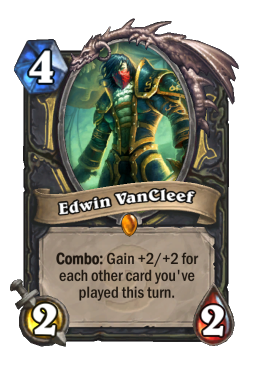 4
Edwin VanCleef
Combo: Gain +2/+2 for
each other card you've
played this turn.
2
2